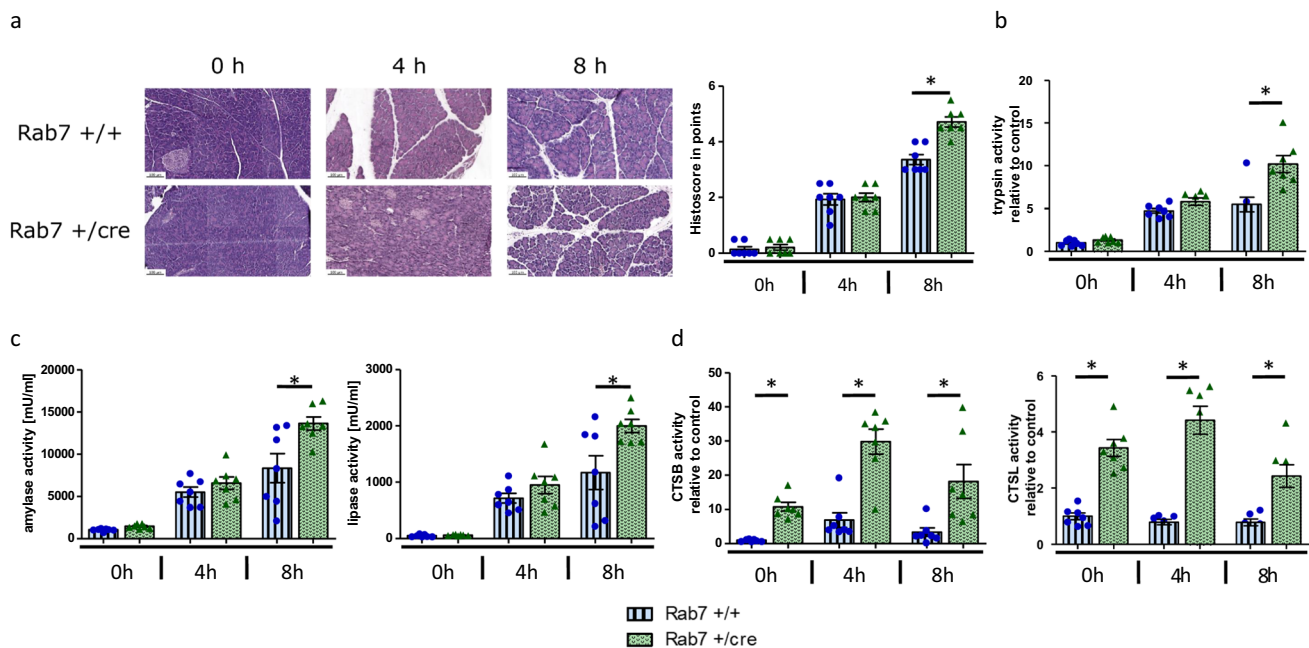 a
0 h
4 h
8 h
Rab7 +/+
Rab7 +/cre
Histoscore in points
6
4
2
0
*
0h
4h
8h
b
trypsin activity
relative to control
20
15
10
5
0
*
0h
4h
8h
c
amylase activity [mU/ml]
20000
15000
10000
5000
0
*
0h
4h
8h
lipase activity [mU/ml]
3000
2000
1000
0
*
0h
4h
8h
d
CTSB activity
relative to control
50
40
30
20
10
0
*
*
*
0h
4h
8h
CTSL activity
relative to control
6
4
2
0
*
*
*
0h
4h
8h
Rab7 +/+
Rab7 +/cre